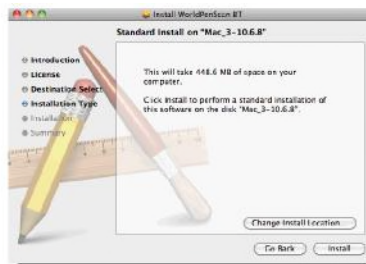 Install WorldPenScan BT
Standard Install on "Mac_3-10.6.8"
Introduction
License
Destination Select
Installation Type
Installation
Summary
This will take 448.6 MB of space on your
computer.
Click Install to perform a standard installation of
this software on the disk "Mac_3-10.6.8".
Change Install Location...
Go Back
Install